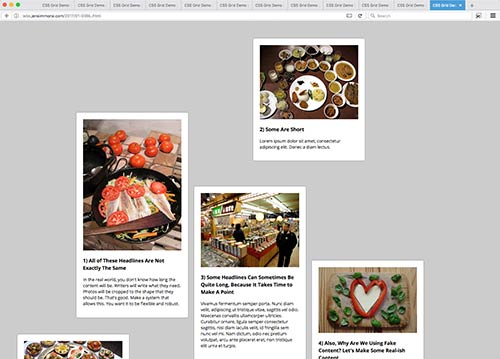 CSS Grid Demo
CSS Grid Demo
CSS Grid Demo
CSS Grid Demo
CSS Grid Demo
CSS Grid Demo
CSS Grid Demo
CSS Grid Demo
CSS Grid Demo
CSS Grid Demo
CSS Grid Demo
CSS Grid De
labs.jensimmons.com/2017/01-008b.html
Search
2) Some Are Short
Lorem ipsum dolor sit amet, consectetur
adipiscing elit. Donec a diam lectus.
1) All of These Headlines Are Not
Exactly The Same
In the real world, you don't know how long the
content will be. Writers will write what they need.
Photos will be cropped to the shape that they
should be. That's good. Make a system that
allows this. You want it to be flexible and robust.
3) Some Headlines Can Sometimes Be
Quite Long, Because It Takes Time to
Make A Point
Vivamus fermentum semper porta. Nunc diam
velit, adipiscing ut tristique vitae, sagittis vel odio.
Maecenas convallis ullamcorper ultricies.
Curabitur ornare, ligula semper consectetur
sagittis, nisi diam iaculis velit, id fringilla sem
nunc vel mi. Nam dictum, odio nec pretium
volutpat, arcu ante placerat erat, non tristique
elit urna et turpis.
4) Also, Why Are We Using Fake
Content? Let's Make Some Real-ish
Content